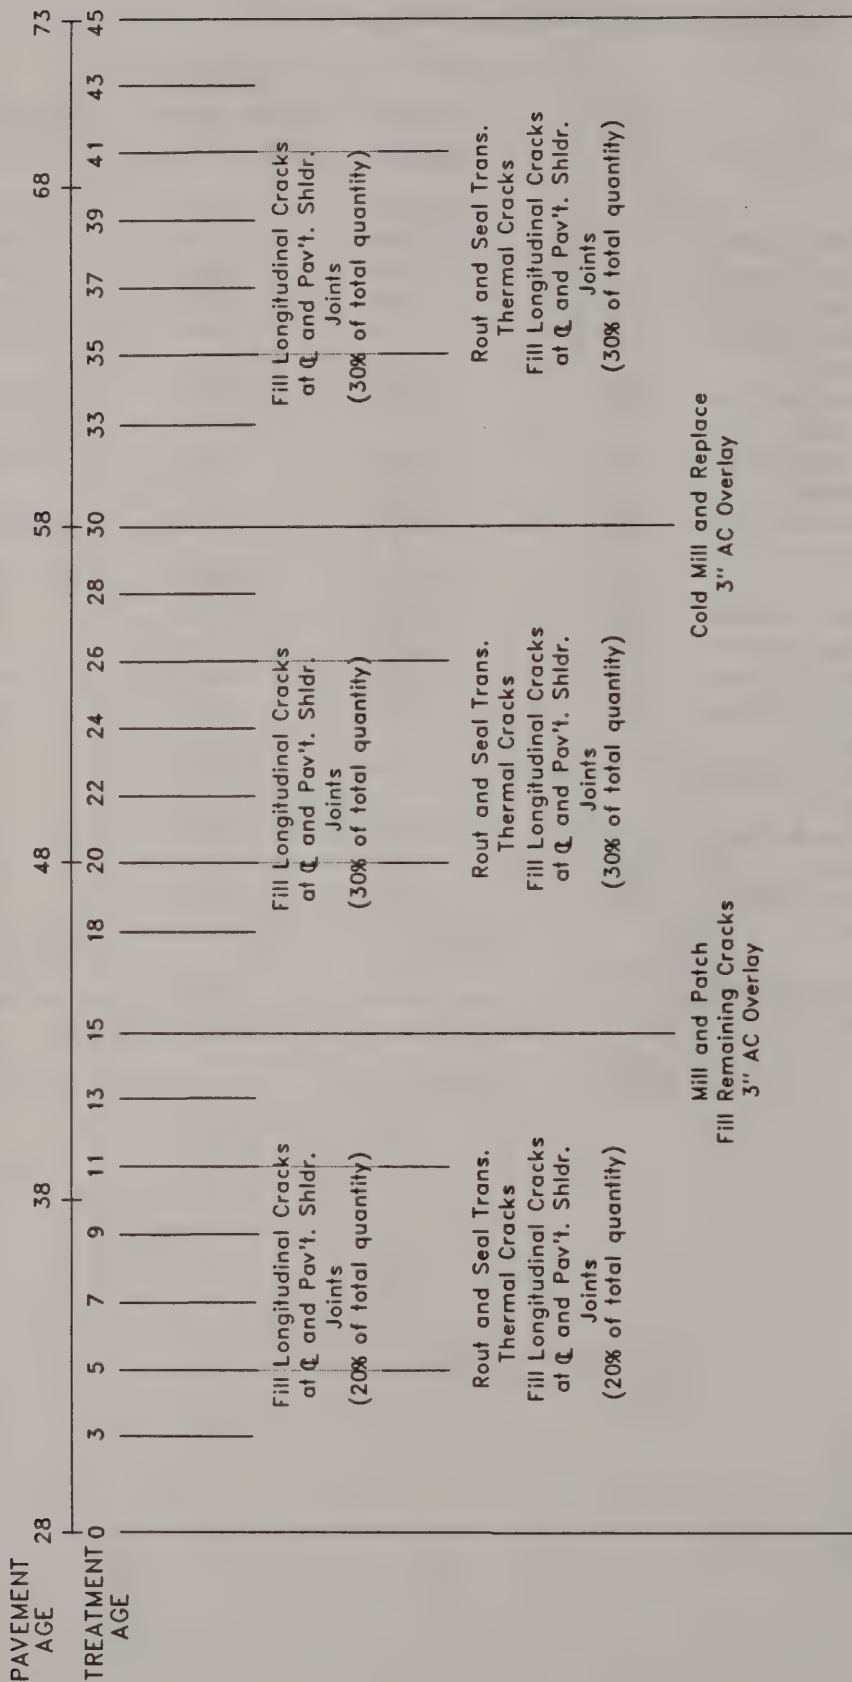 PAVEMENT
AGE
28 38 48 58 68 73
TREATMENT
AGE
0 3 5 7 9 11 13 15 18 20 22 24 26 28 30 33 35 37 39 41 43 45
Fill Longitudinal Cracks
at ℄ and Pav't. Shldr.
Joints
(20% of total quantity)
Fill Longitudinal Cracks
at ℄ and Pav't. Shldr.
Joints
(30% of total quantity)
Fill Longitudinal Cracks
at ℄ and Pav't. Shldr.
Joints
(30% of total quantity)
Rout and Seal Trans.
Thermal Cracks
Fill Longitudinal Cracks
at ℄ and Pav't. Shldr.
Joints
(20% of total quantity)
Rout and Seal Trans.
Thermal Cracks
Fill Longitudinal Cracks
at ℄ and Pav't. Shldr.
Joints
(30% of total quantity)
Rout and Seal Trans.
Thermal Cracks
Fill Longitudinal Cracks
at ℄ and Pav't. Shldr.
Joints
(30% of total quantity)
Mill and Patch
Fill Remaining Cracks
3" AC Overlay
Cold Mill and Replace
3" AC Overlay